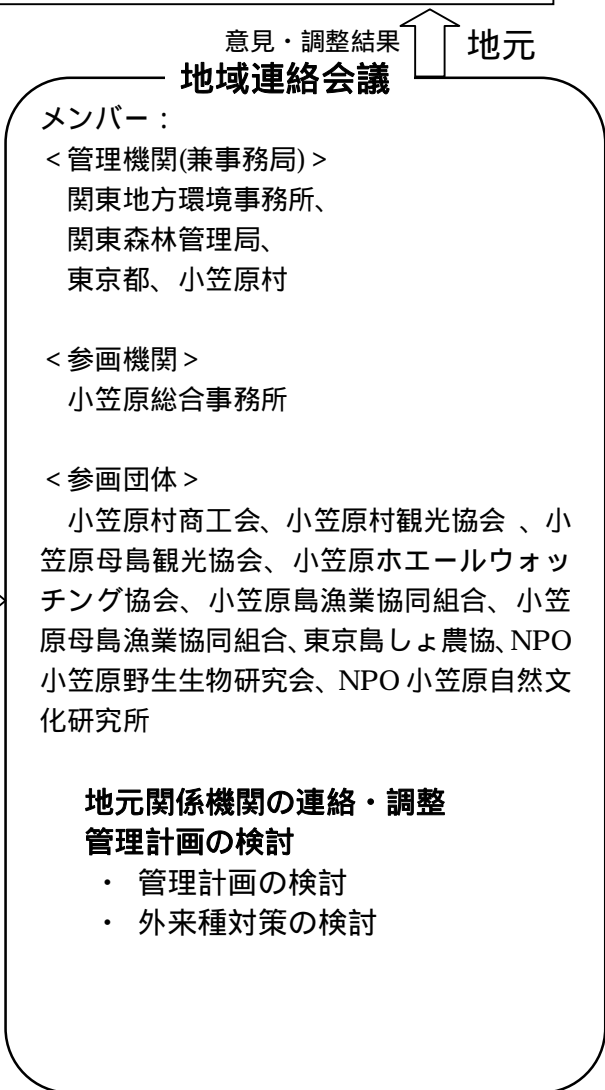 意見・調整結果
地元
地域連絡会議
メンバー：
＜管理機関(兼事務局)＞
関東地方環境事務所、
関東森林管理局、
東京都、小笠原村
＜参画機関＞
小笠原総合事務所
＜参画団体＞
小笠原村商工会、小笠原村観光協会 、小
笠原母島観光協会、小笠原ホエールウォッ
チング協会、小笠原島漁業協同組合、小笠
原母島漁業協同組合、東京島しょ農協、NPO
小笠原野生生物研究会、NPO 小笠原自然文
化研究所
地元関係機関の連絡・調整
管理計画の検討
・ 管理計画の検討
・ 外来種対策の検討